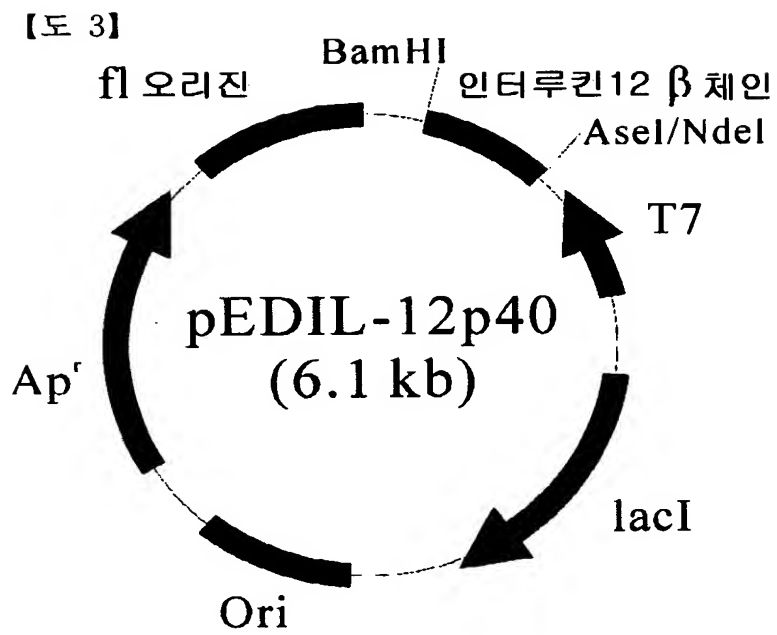 【도 3】
BamHI
f1 오리진
인터루킨12 β 체인
AseI/NdeI
T7
pEDIL-12p40
(6.1 kb)
Apʳ
lacI
Ori